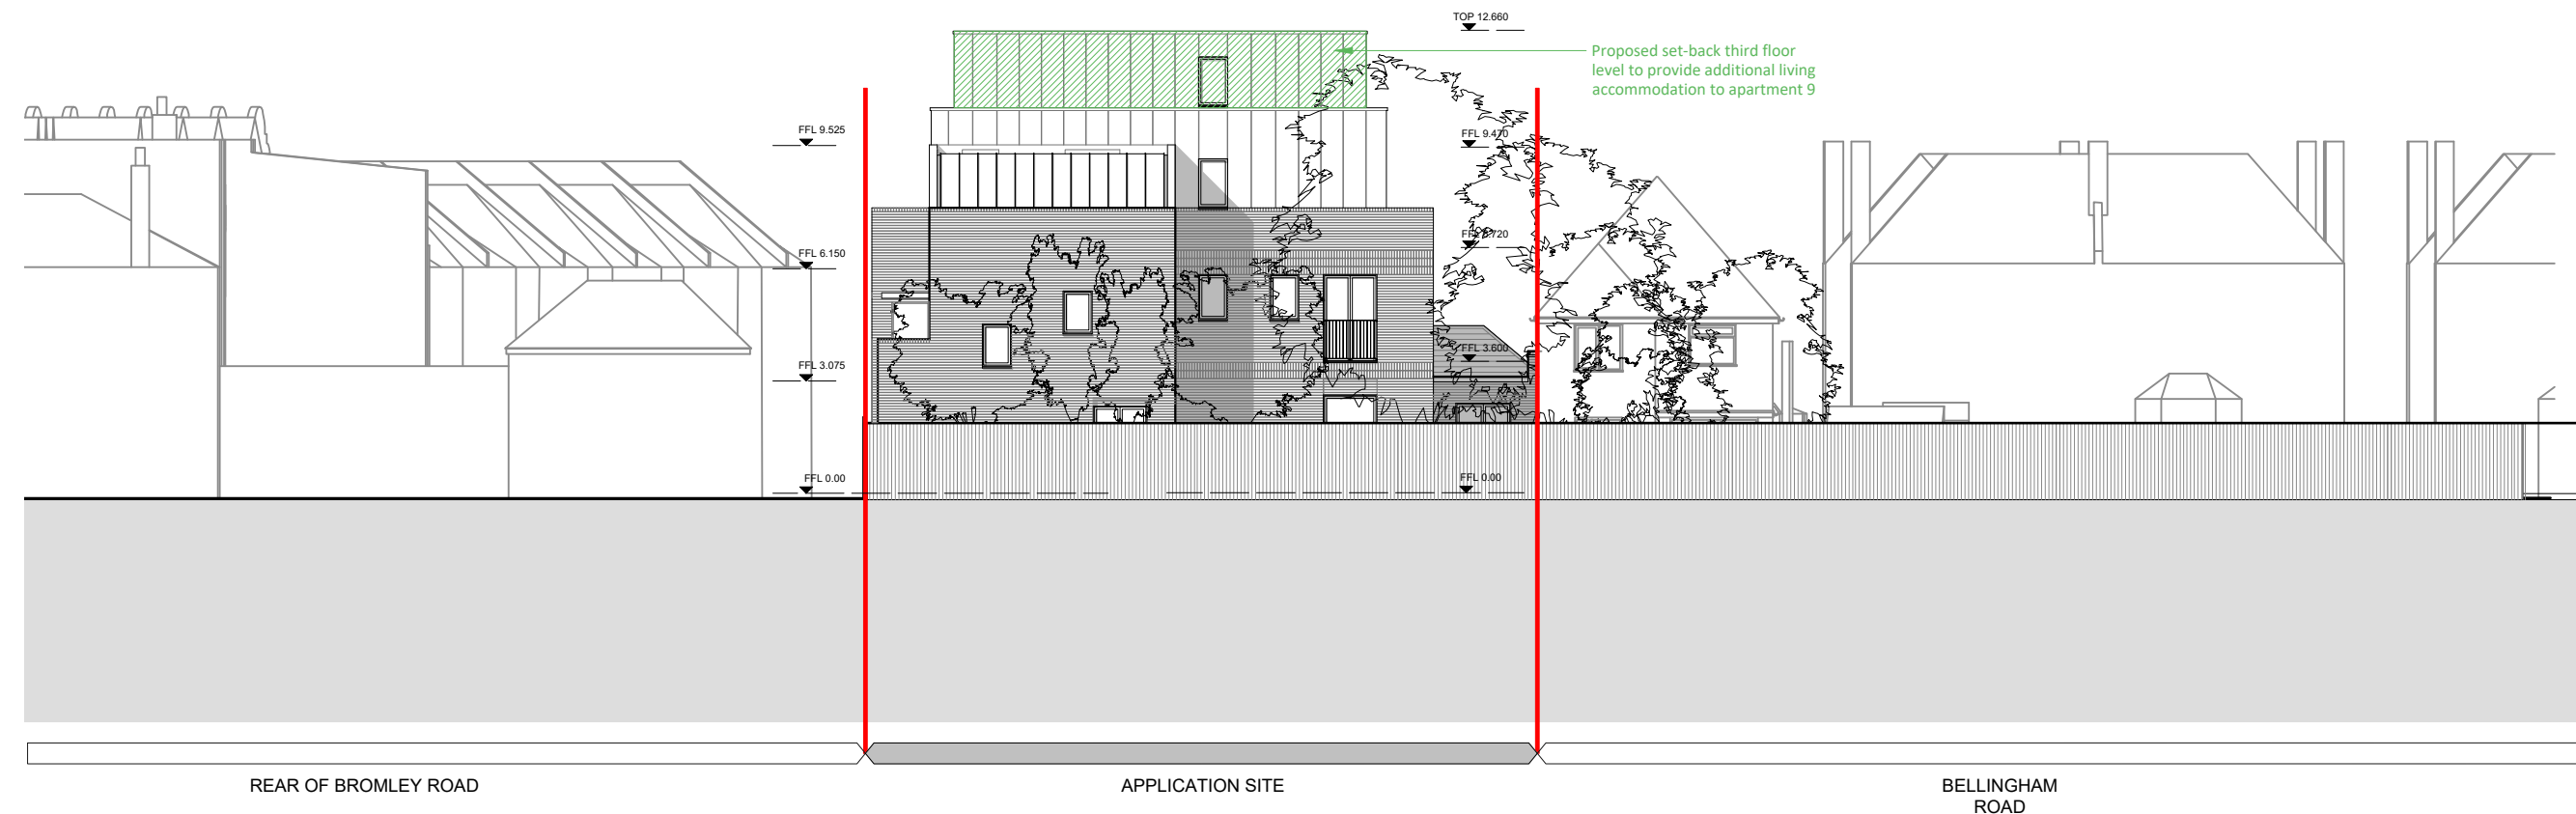 TOP 12.660
Proposed set-back third floor
level to provide additional living
accommodation to apartment 9
FFL 9.525
FFL 9.470
FFL 6.150
FFL 3.600
FFL 3.075
FFL 0.00
FFL 0.00
REAR OF BROMLEY ROAD
APPLICATION SITE
BELLINGHAM
ROAD